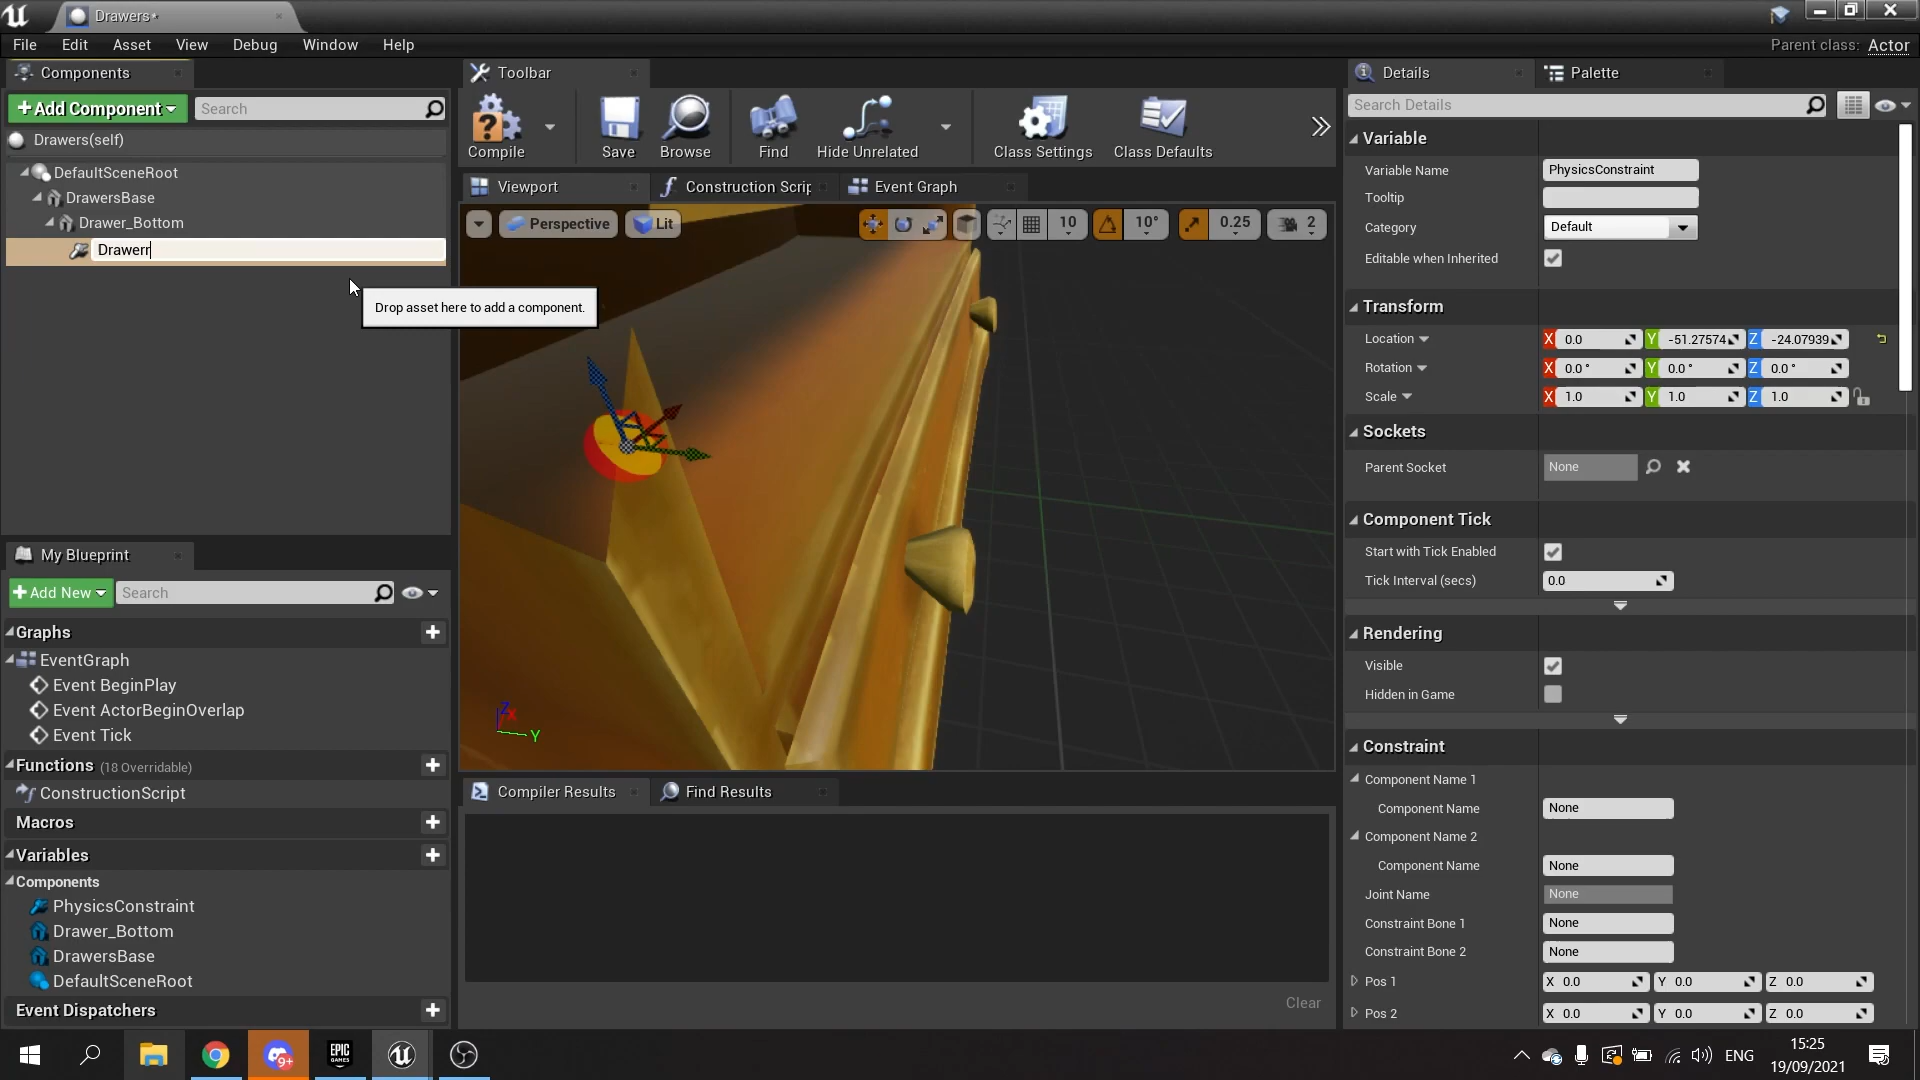 Drawers*
File Edit Asset View Debug Window Help
Parent class: Actor
Components
Toolbar
Details
Palette
+Add Component
Search
Compile
Save
Browse
Find
Hide Unrelated
Class Settings
Class Defaults
Search Details
Drawers(self)
DefaultSceneRoot
DrawersBase
Drawer_Bottom
Drawerr
Drop asset here to add a component.
Viewport
Construction Scrip
Event Graph
Perspective
Lit
10
10°
0.25
2
Z
X
Y
Variable
Variable Name PhysicsConstraint
Tooltip
Category Default
Editable when Inherited
Transform
Location X 0.0 Y -51.27574 Z -24.07939
Rotation X 0.0 ° Y 0.0 ° Z 0.0 °
Scale X 1.0 Y 1.0 Z 1.0
Sockets
Parent Socket None
Component Tick
Start with Tick Enabled
Tick Interval (secs) 0.0
Rendering
Visible
Hidden in Game
Constraint
Component Name 1
Component Name None
Component Name 2
Component Name None
Joint Name None
Constraint Bone 1 None
Constraint Bone 2 None
Pos 1 X 0.0 Y 0.0 Z 0.0
Pos 2 X 0.0 Y 0.0 Z 0.0
My Blueprint
+Add New
Search
Graphs
EventGraph
Event BeginPlay
Event ActorBeginOverlap
Event Tick
Functions (18 Overridable)
ConstructionScript
Macros
Variables
Components
PhysicsConstraint
Drawer_Bottom
DrawersBase
DefaultSceneRoot
Event Dispatchers
Compiler Results
Find Results
Clear
9+
EPIC
GAMES
ENG
15:25
19/09/2021